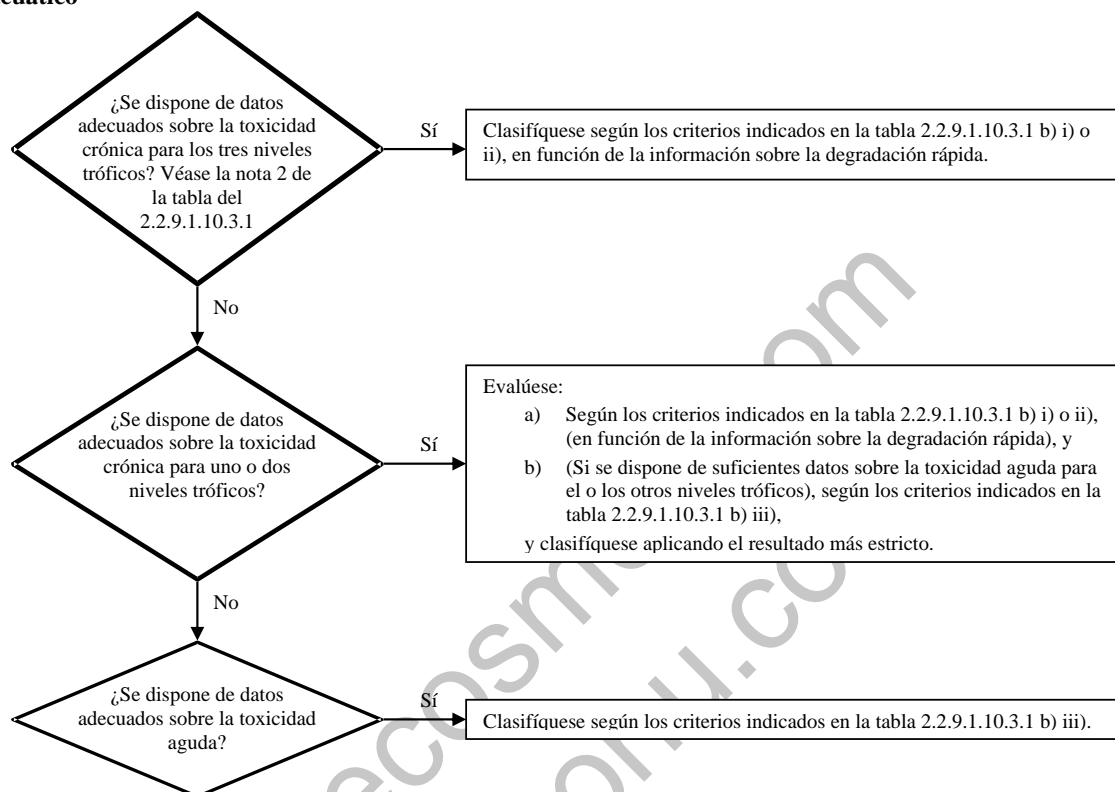 ¿Se dispone de datos
adecuados sobre la toxicidad
crónica para los tres niveles
tróficos? Véase la nota 2 de
la tabla del
2.2.9.1.10.3.1
Sí
Clasifíquese según los criterios indicados en la tabla 2.2.9.1.10.3.1 b) i) o
ii), en función de la información sobre la degradación rápida.
No
¿Se dispone de datos
adecuados sobre la toxicidad
crónica para uno o dos
niveles tróficos?
Sí
Evalúese:
a) Según los criterios indicados en la tabla 2.2.9.1.10.3.1 b) i) o ii),
(en función de la información sobre la degradación rápida), y
b) (Si se dispone de suficientes datos sobre la toxicidad aguda para
el o los otros niveles tróficos), según los criterios indicados en la
tabla 2.2.9.1.10.3.1 b) iii),
y clasifíquese aplicando el resultado más estricto.
No
¿Se dispone de datos
adecuados sobre la toxicidad
aguda?
Sí
Clasifíquese según los criterios indicados en la tabla 2.2.9.1.10.3.1 b) iii).